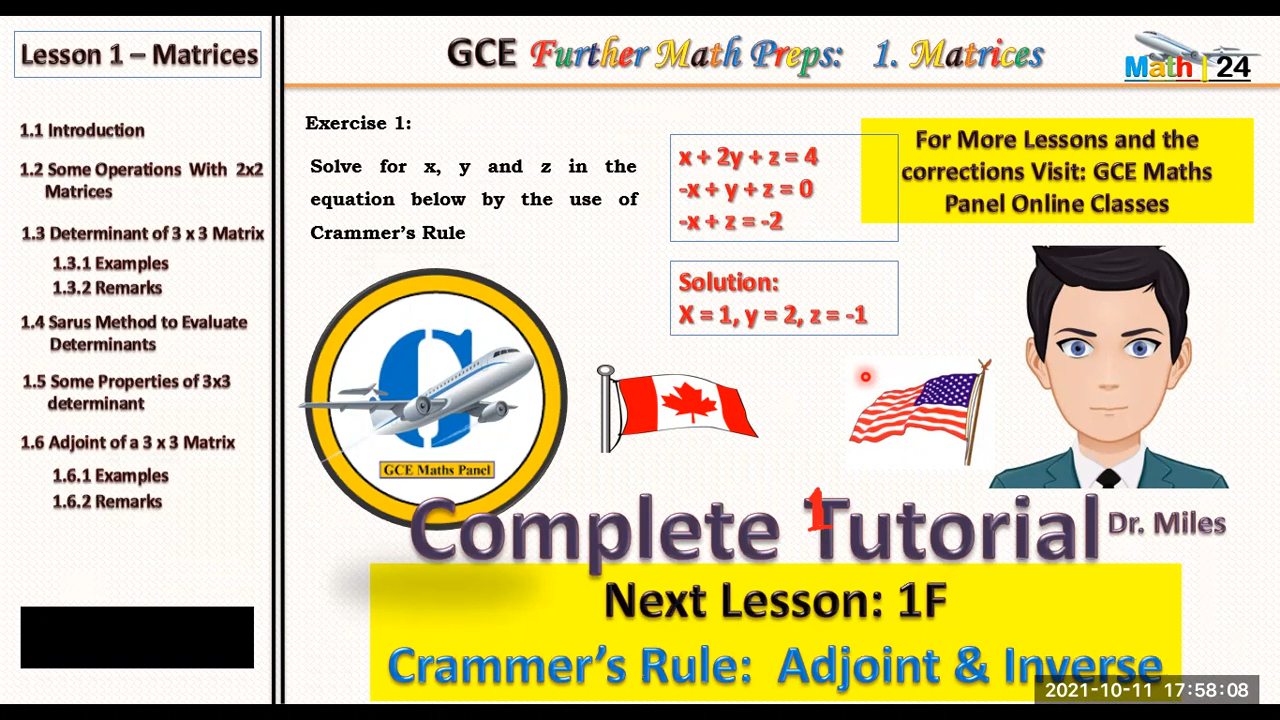 Lesson 1 – Matrices
1.1 Introduction
1.2 Some Operations With 2x2
Matrices
1.3 Determinant of 3 x 3 Matrix
1.3.1 Examples
1.3.2 Remarks
1.4 Sarus Method to Evaluate
Determinants
1.5 Some Properties of 3x3
determinant
1.6 Adjoint of a 3 x 3 Matrix
1.6.1 Examples
1.6.2 Remarks
GCE Further Math Preps: 1. Matrices
Math | 24
Exercise 1:
Solve for x, y and z in the
equation below by the use of
Crammer's Rule
x + 2y + z = 4
-x + y + z = 0
-x + z = -2
Solution:
X = 1, y = 2, z = -1
For More Lessons and the
corrections Visit: GCE Maths
Panel Online Classes
C
GCE Maths Panel
Complete Tutorial
1
Dr. Miles
Next Lesson: 1F
Crammer's Rule: Adjoint & Inverse
2021-10-11 17:58:08